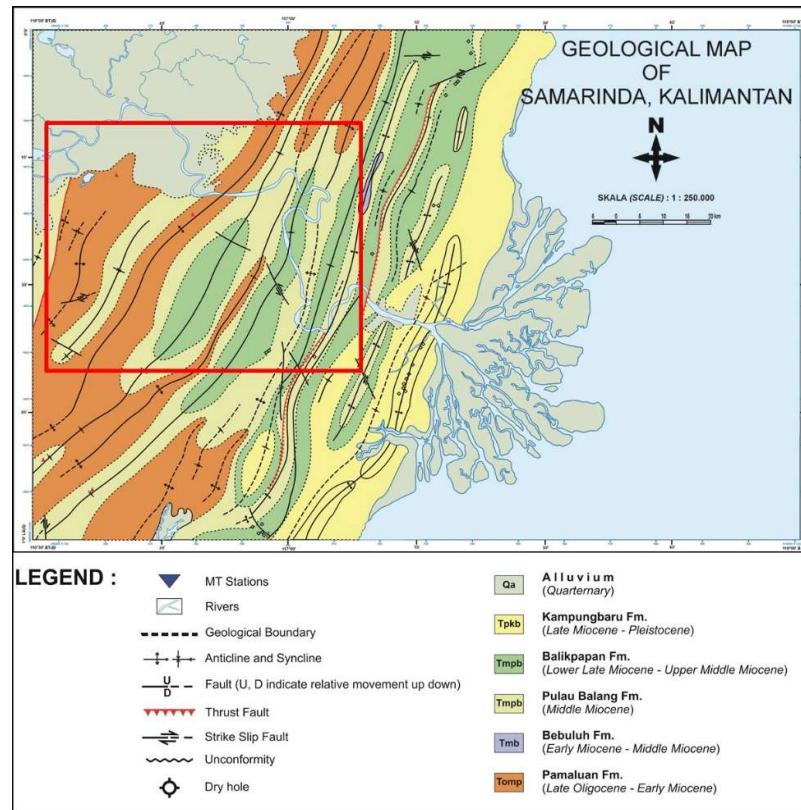 GEOLOGICAL MAP
OF
SAMARINDA, KALIMANTAN
N
SKALA (SCALE) : 1 : 250.000
LEGEND :
MT Stations
Rivers
Geological Boundary
Anticline and Syncline
U
D
Fault (U, D indicate relative movement up down)
Thrust Fault
Strike Slip Fault
Unconformity
Dry hole
Qa
Alluvium
(Quarternary)
Tpkb
Kampungbaru Fm.
(Late Miocene - Pleistocene)
Tmpb
Balikpapan Fm.
(Lower Late Miocene - Upper Middle Miocene)
Tmpb
Pulau Balang Fm.
(Middle Miocene)
Tmb
Bebuluh Fm.
(Early Miocene - Middle Miocene)
Tomp
Pamaluan Fm.
(Late Oligocene - Early Miocene)